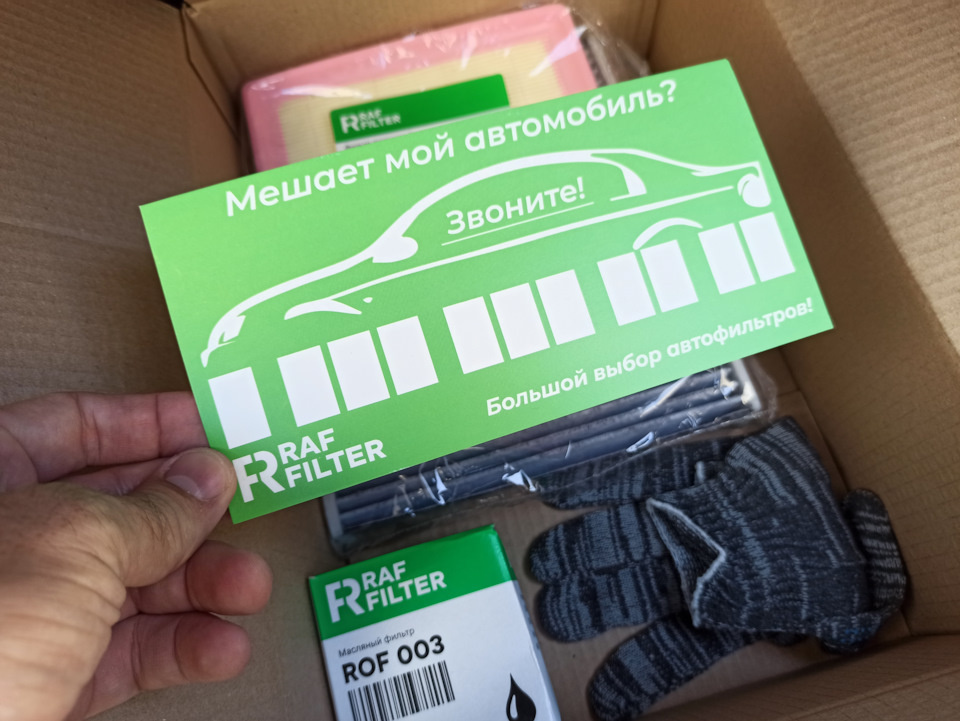 RAF
FILTER
Мешает мой автомобиль?
Звоните!
Большой выбор автофильтров!
RAF
FILTER
RAF
FILTER
Масляный фильтр
ROF 003